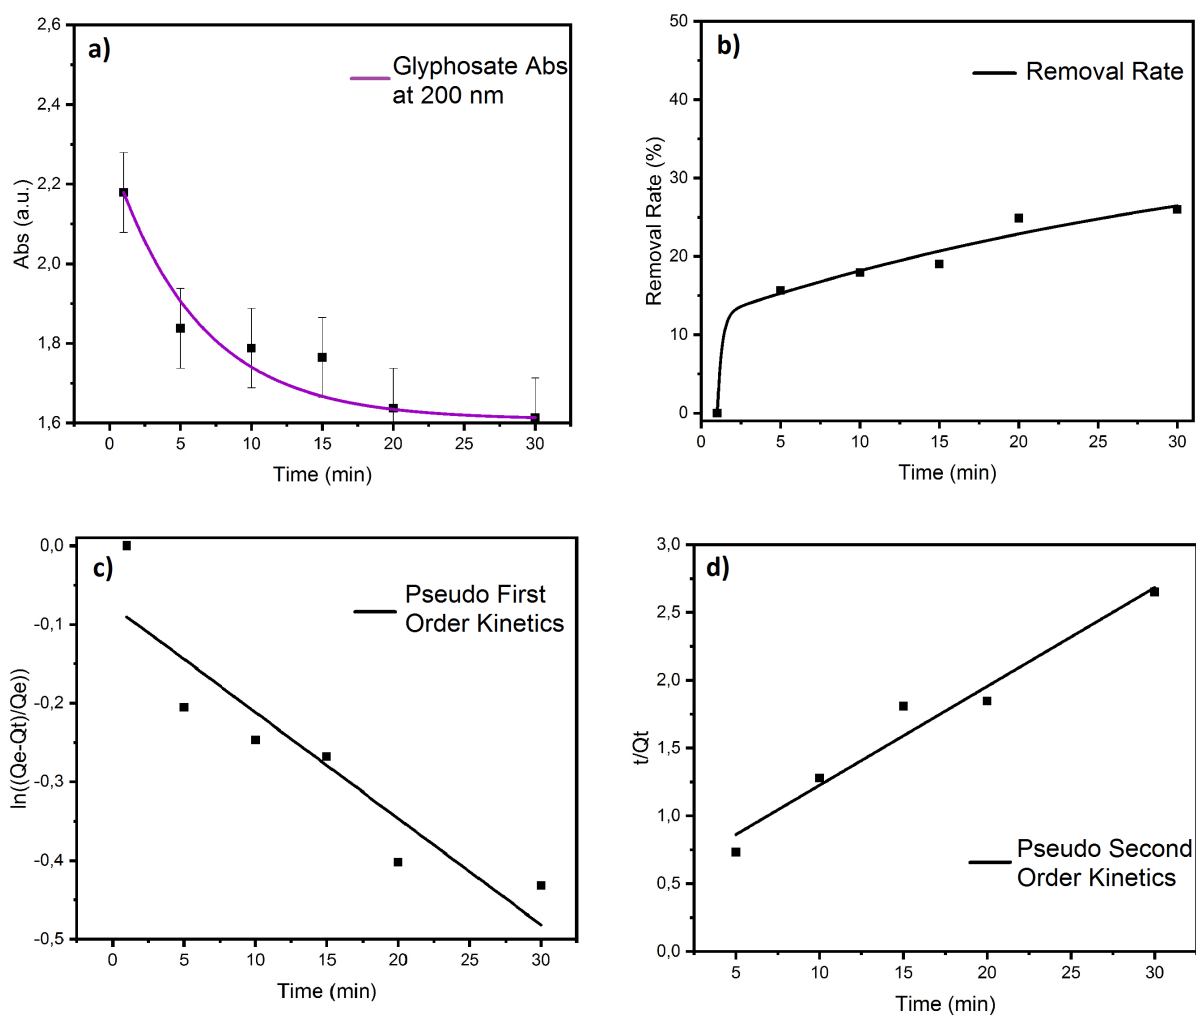 a)
Glyphosate Abs
at 200 nm
2,6
2,4
2,2
2,0
1,8
1,6
Abs (a.u.)
0 5 10 15 20 25 30
Time (min)
b)
Removal Rate
50
40
30
20
10
0
Removal Rate (%)
0 5 10 15 20 25 30
Time (min)
c)
Pseudo First
Order Kinetics
0,0
-0,1
-0,2
-0,3
-0,4
-0,5
ln((Qe-Qt)/Qe))
0 5 10 15 20 25 30
Time (min)
d)
3,0
2,5
2,0
1,5
1,0
0,5
0,0
t/Qt
Pseudo Second
Order Kinetics
5 10 15 20 25 30
Time (min)